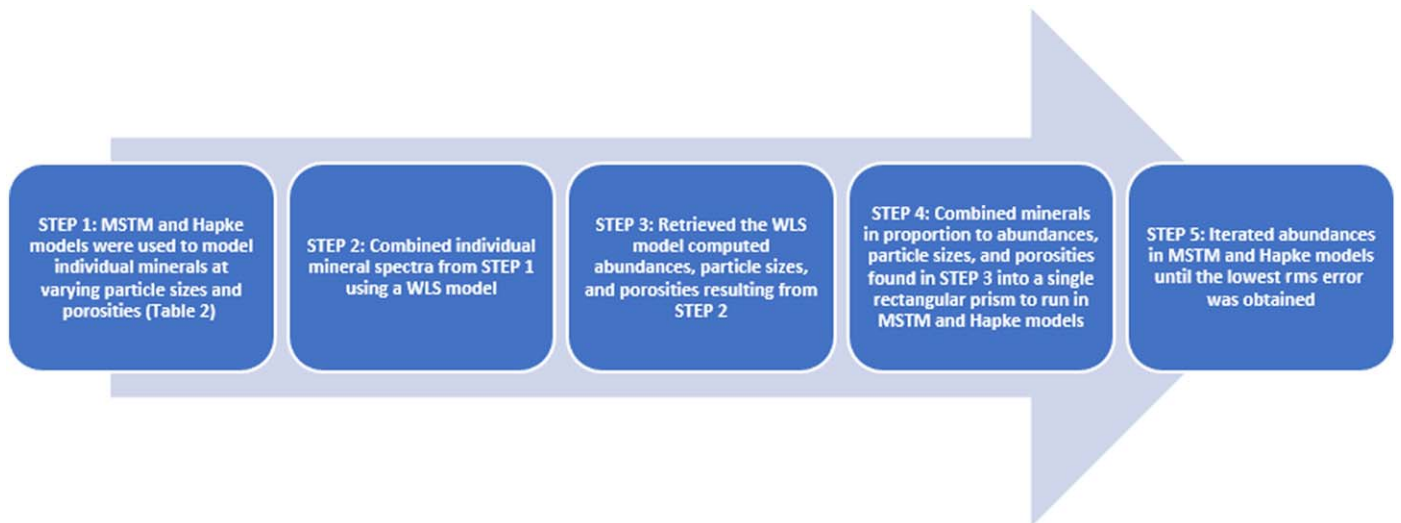 STEP 1: MSTM and Hapke
models were used to model
individual minerals at
varying particle sizes and
porosities (Table 2)
STEP 2: Combined individual
mineral spectra from STEP 1
using a WLS model
STEP 3: Retrieved the WLS
model computed
abundances, particle sizes,
and porosities resulting from
STEP 2
STEP 4: Combined minerals
in proportion to abundances,
particle sizes, and porosities
found in STEP 3 into a single
rectangular prism to run in
MSTM and Hapke models
STEP 5: Iterated abundances
in MSTM and Hapke models
until the lowest rms error
was obtained